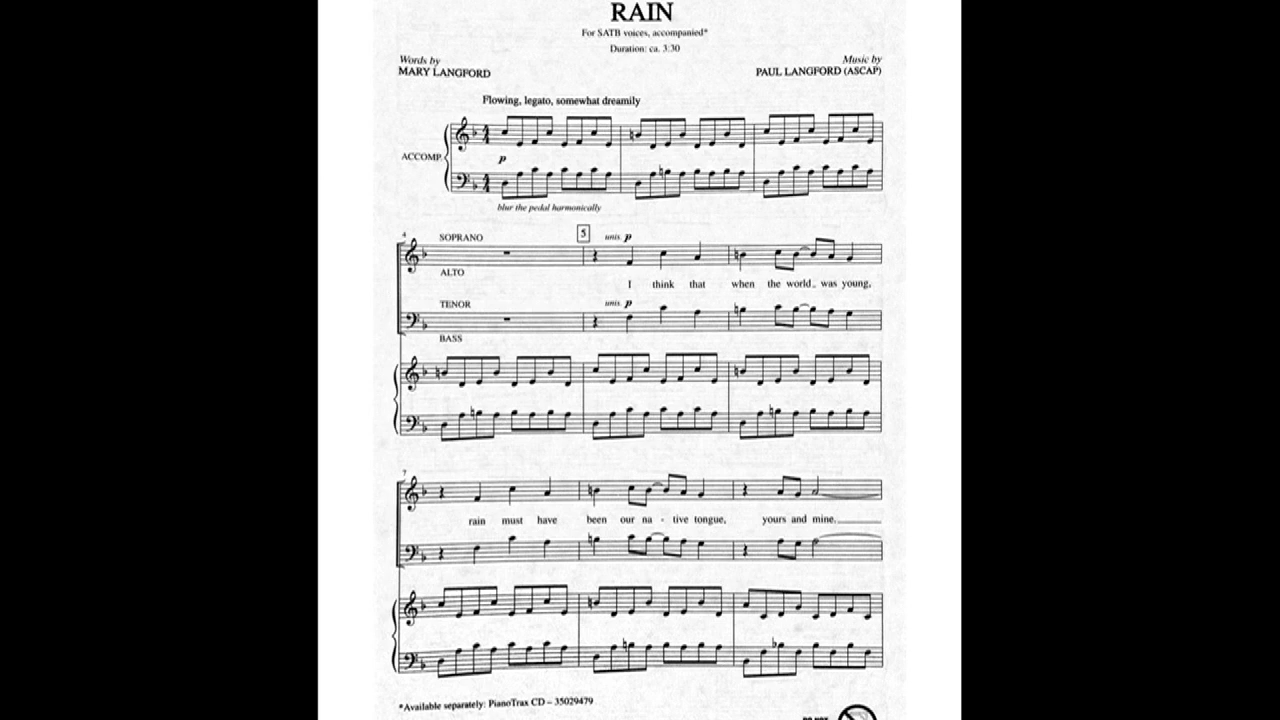 RAIN
For SATB voices, accompanied*
Duration: ca. 3:30
Words by
MARY LANGFORD
Music by
PAUL LANGFORD (ASCAP)
Flowing, legato, somewhat dreamily
ACCOMP.
p
blur the pedal harmonically
4
SOPRANO
5
unis. p
ALTO
I think that when the world was young,
TENOR
unis. p
BASS
7
rain must have been our na - tive tongue, yours and mine.
*Available separately: PianoTrax CD – 35029479
DO NOT